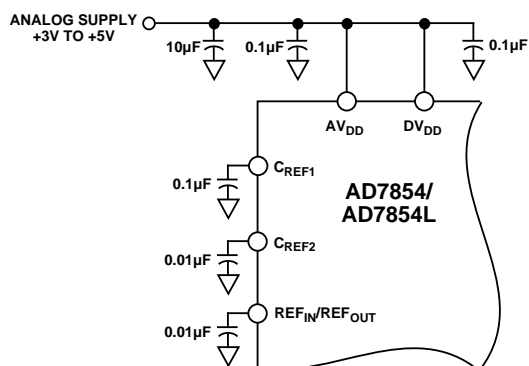 ANALOG SUPPLY
+3V TO +5V
10µF
0.1µF
0.1µF
AVDD
DVDD
CREF1
0.1µF
AD7854/
AD7854L
CREF2
0.01µF
REFIN/REFOUT
0.01µF